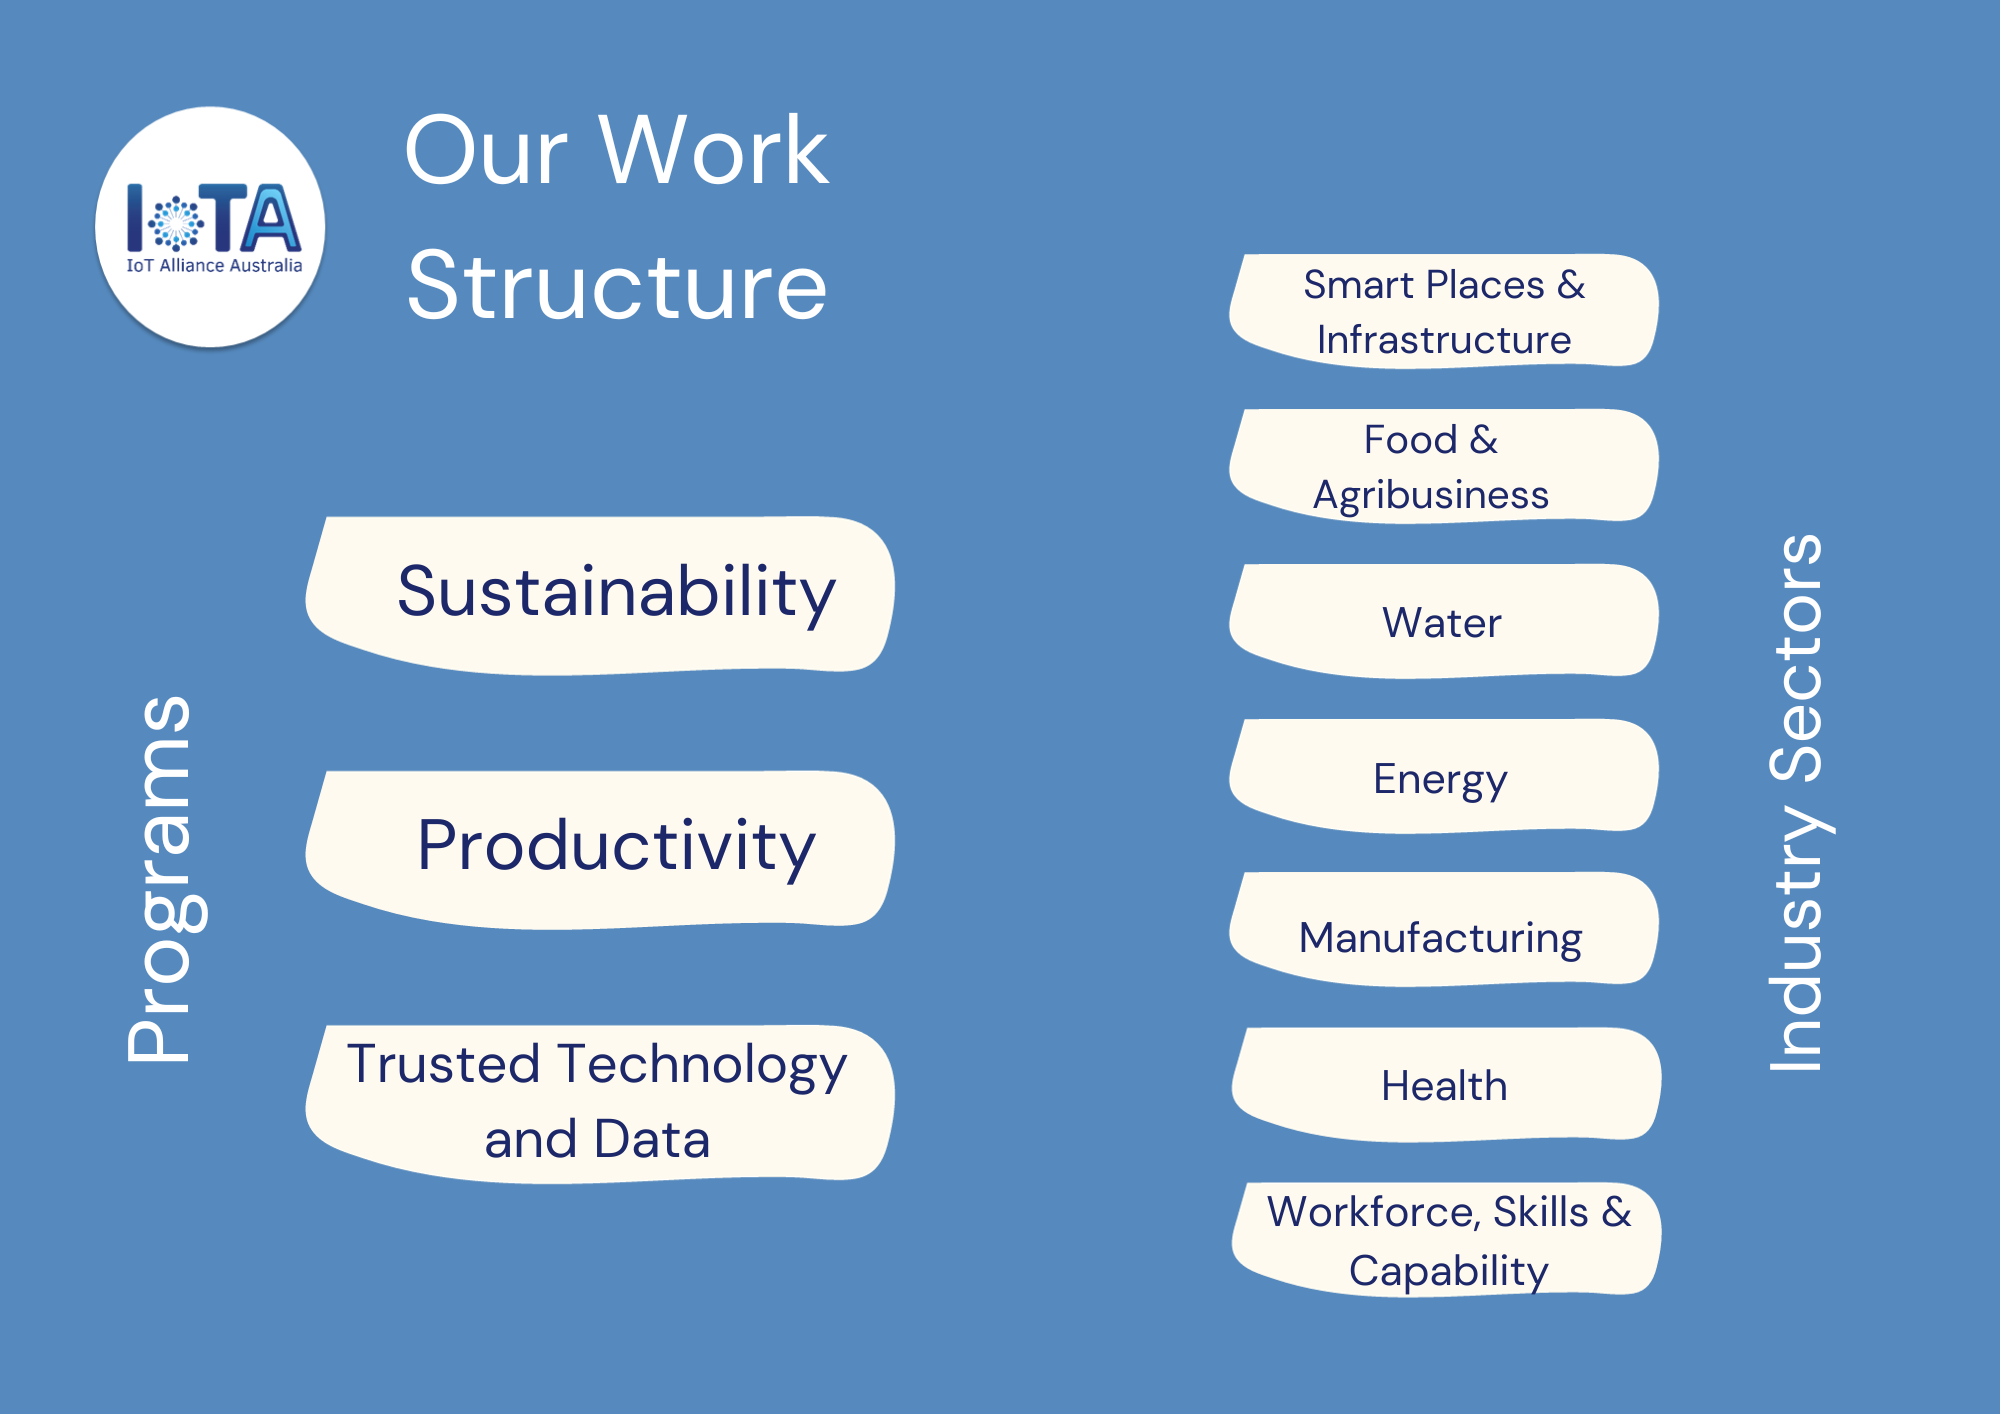 IoTA
IoT Alliance Australia
Our Work
Structure
Programs
Sustainability
Productivity
Trusted Technology
and Data
Smart Places &
Infrastructure
Food &
Agribusiness
Water
Energy
Manufacturing
Health
Workforce, Skills &
Capability
Industry Sectors